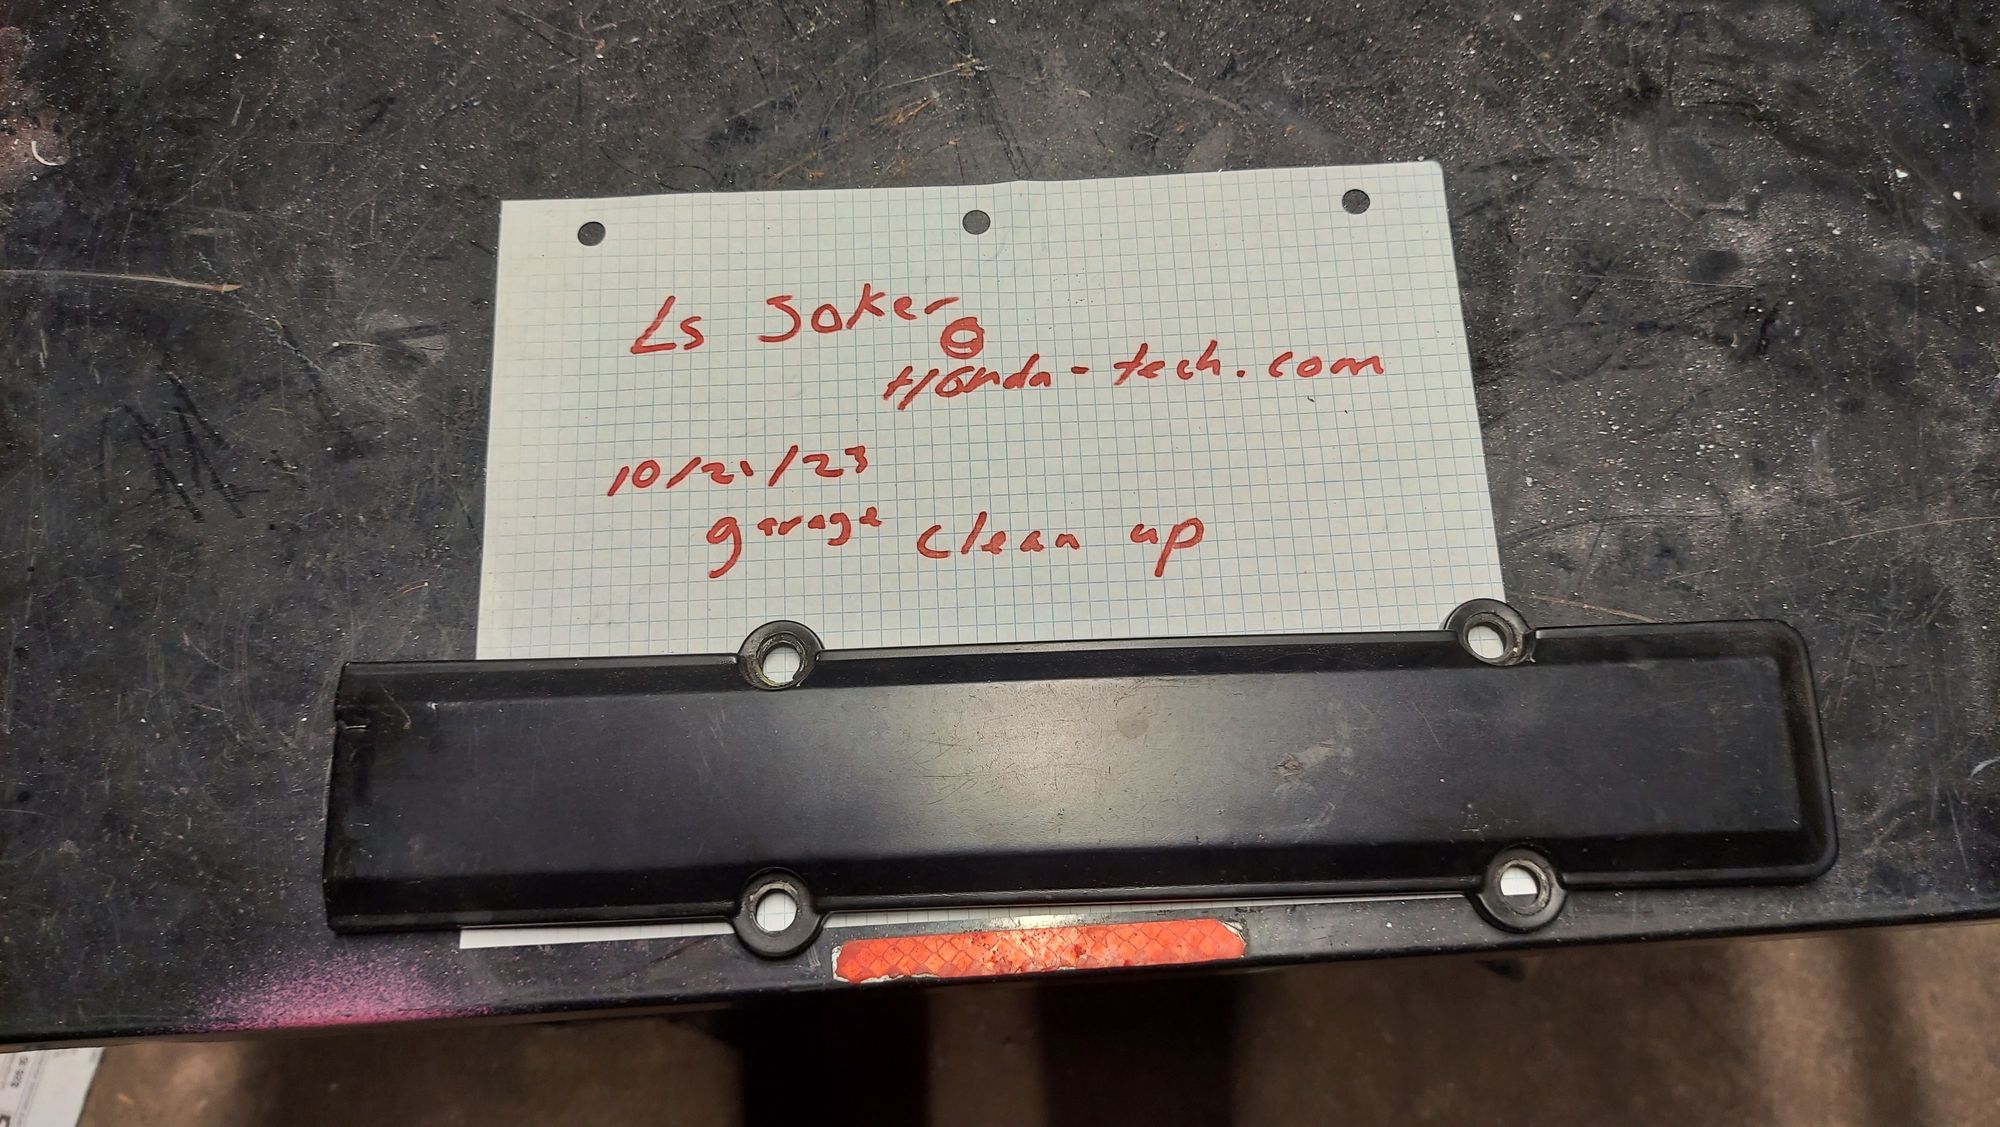 Ls Joker
@
Honda-tech.com
10/21/23
garage clean up